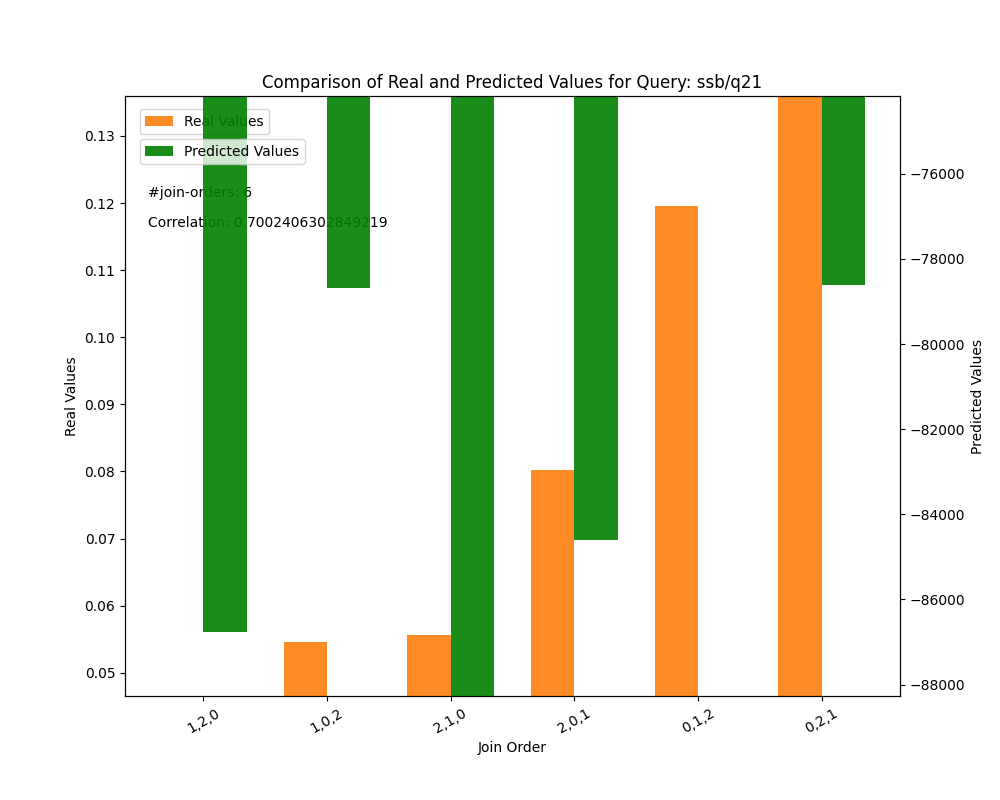 Comparison of Real and Predicted Values for Query: ssb/q21
Real Values
Predicted Values
#join-orders: 6
Correlation: 0.7002406302849219
0.13
0.12
0.11
0.10
0.09
0.08
0.07
0.06
0.05
Real Values
−76000
−78000
−80000
−82000
−84000
−86000
−88000
Predicted Values
1,2,0
1,0,2
2,1,0
2,0,1
0,1,2
0,2,1
Join Order